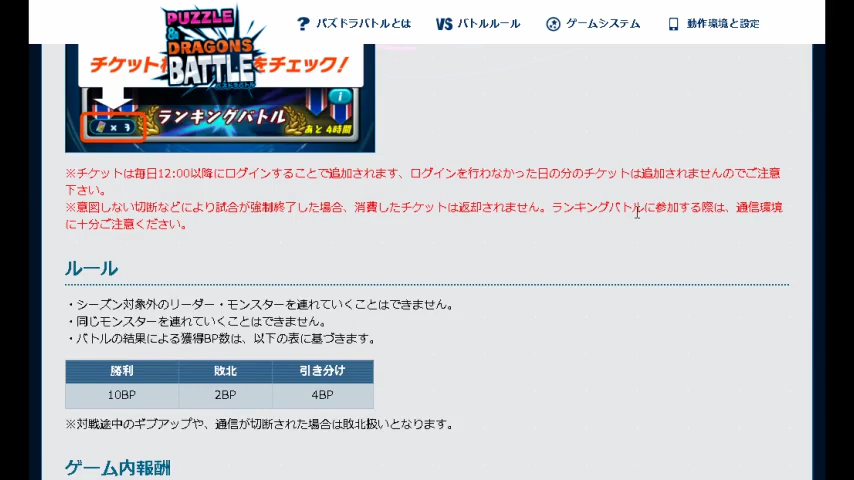 PUZZLE & DRAGONS BATTLE
パズドラバトルとは
VS バトルルール
ゲームシステム
動作環境と設定
をチェック!
ランキングバトル
あと4時間
x 3
※チケットは毎日12:00以降にログインすることで追加されます、ログインを行わなかった日の分のチケットは追加されませんのでご注意
下さい。
※意図しない切断などにより試合が強制終了した場合、消費したチケットは返却されません。ランキングバトルに参加する際は、通信環境
に十分ご注意ください。
ルール
・シーズン対象外のリーダー・モンスターを連れていくことはできません。
・同じモンスターを連れていくことはできません。
・バトルの結果による獲得BP数は、以下の表に基づきます。
勝利 敗北 引き分け
10BP 2BP 4BP
※対戦途中のギブアップや、通信が切断された場合は敗北扱いとなります。
ゲーム内報酬